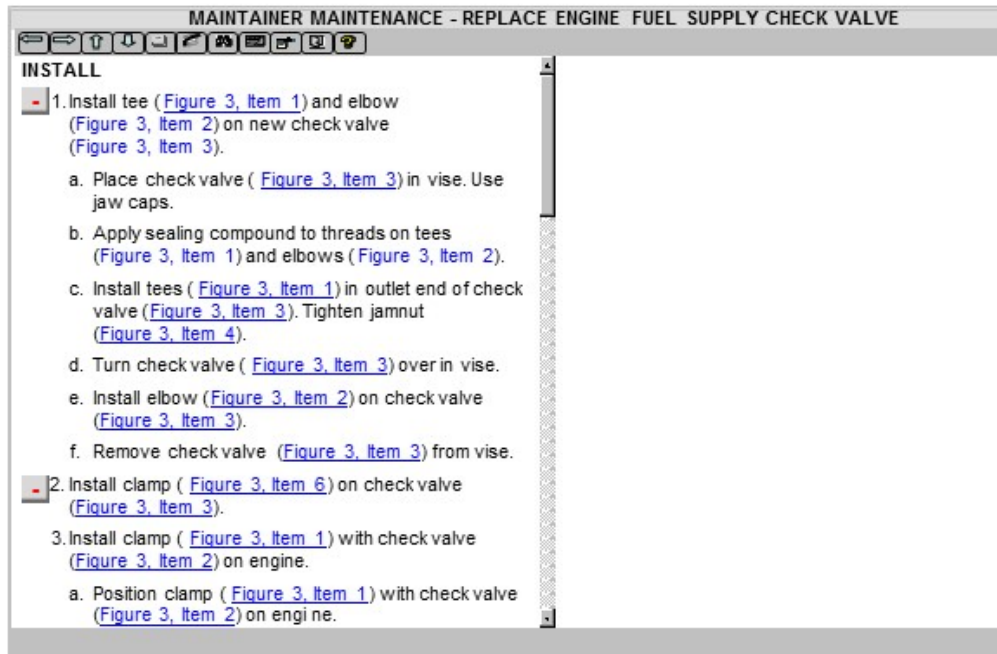 MAINTAINER MAINTENANCE - REPLACE ENGINE FUEL SUPPLY CHECK VALVE
INSTALL
- 1. Install tee ( Figure 3, Item 1) and elbow
(Figure 3, Item 2) on new check valve
(Figure 3, Item 3).
a. Place check valve ( Figure 3, Item 3) in vise. Use
jaw caps.
b. Apply sealing compound to threads on tees
(Figure 3, Item 1) and elbows ( Figure 3, Item 2).
c. Install tees ( Figure 3, Item 1) in outlet end of check
valve (Figure 3, Item 3). Tighten jamnut
(Figure 3, Item 4).
d. Turn check valve ( Figure 3, Item 3) over in vise.
e. Install elbow (Figure 3, Item 2) on check valve
(Figure 3, Item 3).
f. Remove check valve (Figure 3, Item 3) from vise.
- 2. Install clamp ( Figure 3, Item 6) on check valve
(Figure 3, Item 3).
3. Install clamp ( Figure 3, Item 1) with check valve
(Figure 3, Item 2) on engine.
a. Position clamp ( Figure 3, Item 1) with check valve
(Figure 3, Item 2) on engi ne.